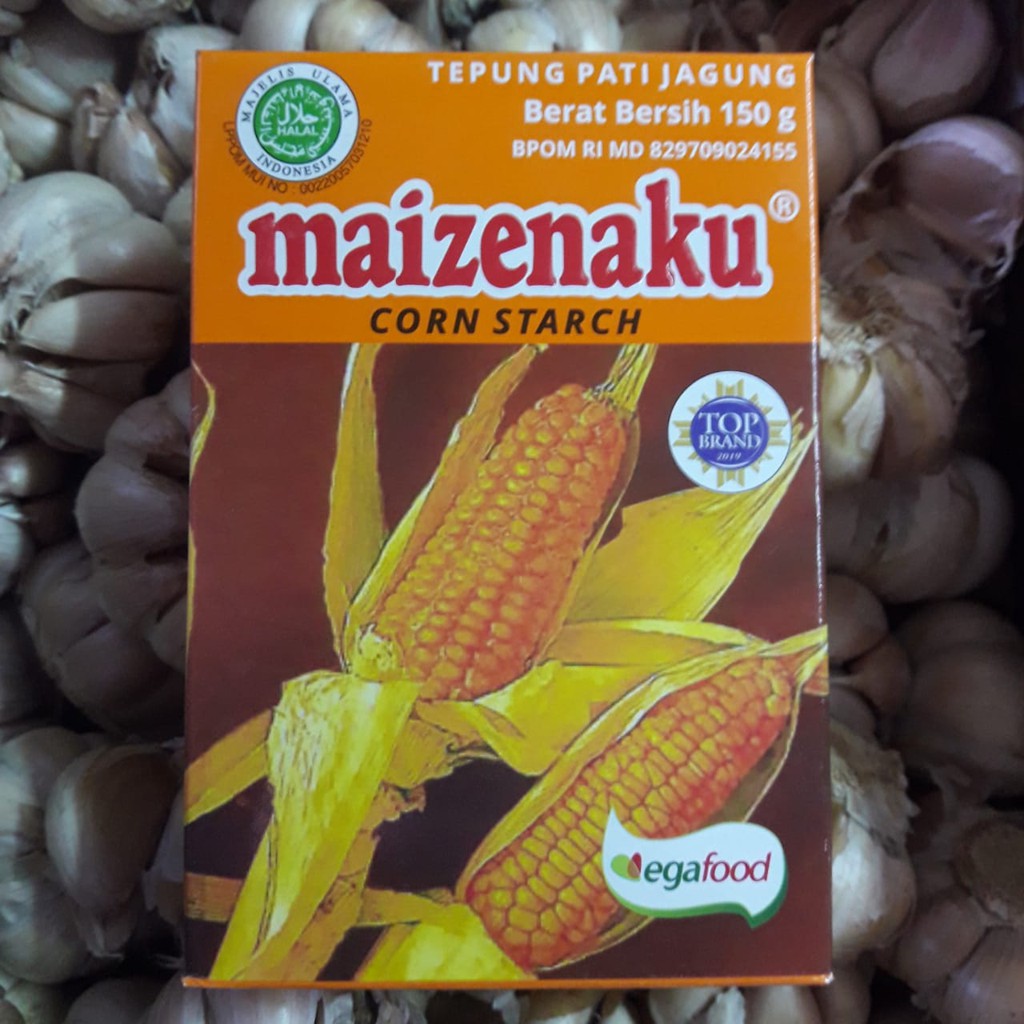 TEPUNG PATI JAGUNG
Berat Bersih 150 g
BPOM RI MD 829709024155
MAJELIS ULAMA
حلال
HALAL
INDONESIA
LPPOM MUI NO : 00220057031210
maizenaku®
CORN STARCH
TOP
BRAND
2019
egafood